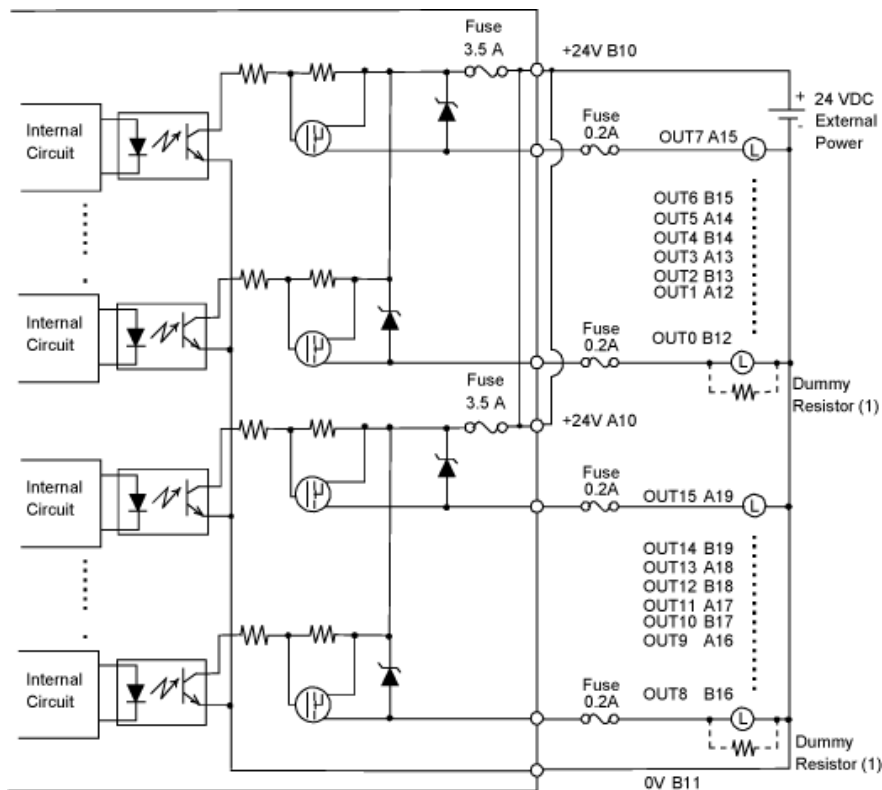 Fuse
3.5 A
+24V B10
+
24 VDC
External
Power
-
Internal
Circuit
Fuse
0.2A
OUT7 A15
L
OUT6 B15
OUT5 A14
OUT4 B14
OUT3 A13
OUT2 B13
OUT1 A12
Internal
Circuit
Fuse
0.2A
OUT0 B12
L
Dummy
Resistor (1)
Fuse
3.5 A
+24V A10
Internal
Circuit
Fuse
0.2A
OUT15 A19
L
OUT14 B19
OUT13 A18
OUT12 B18
OUT11 A17
OUT10 B17
OUT9 A16
Internal
Circuit
Fuse
0.2A
OUT8 B16
L
Dummy
Resistor (1)
0V B11